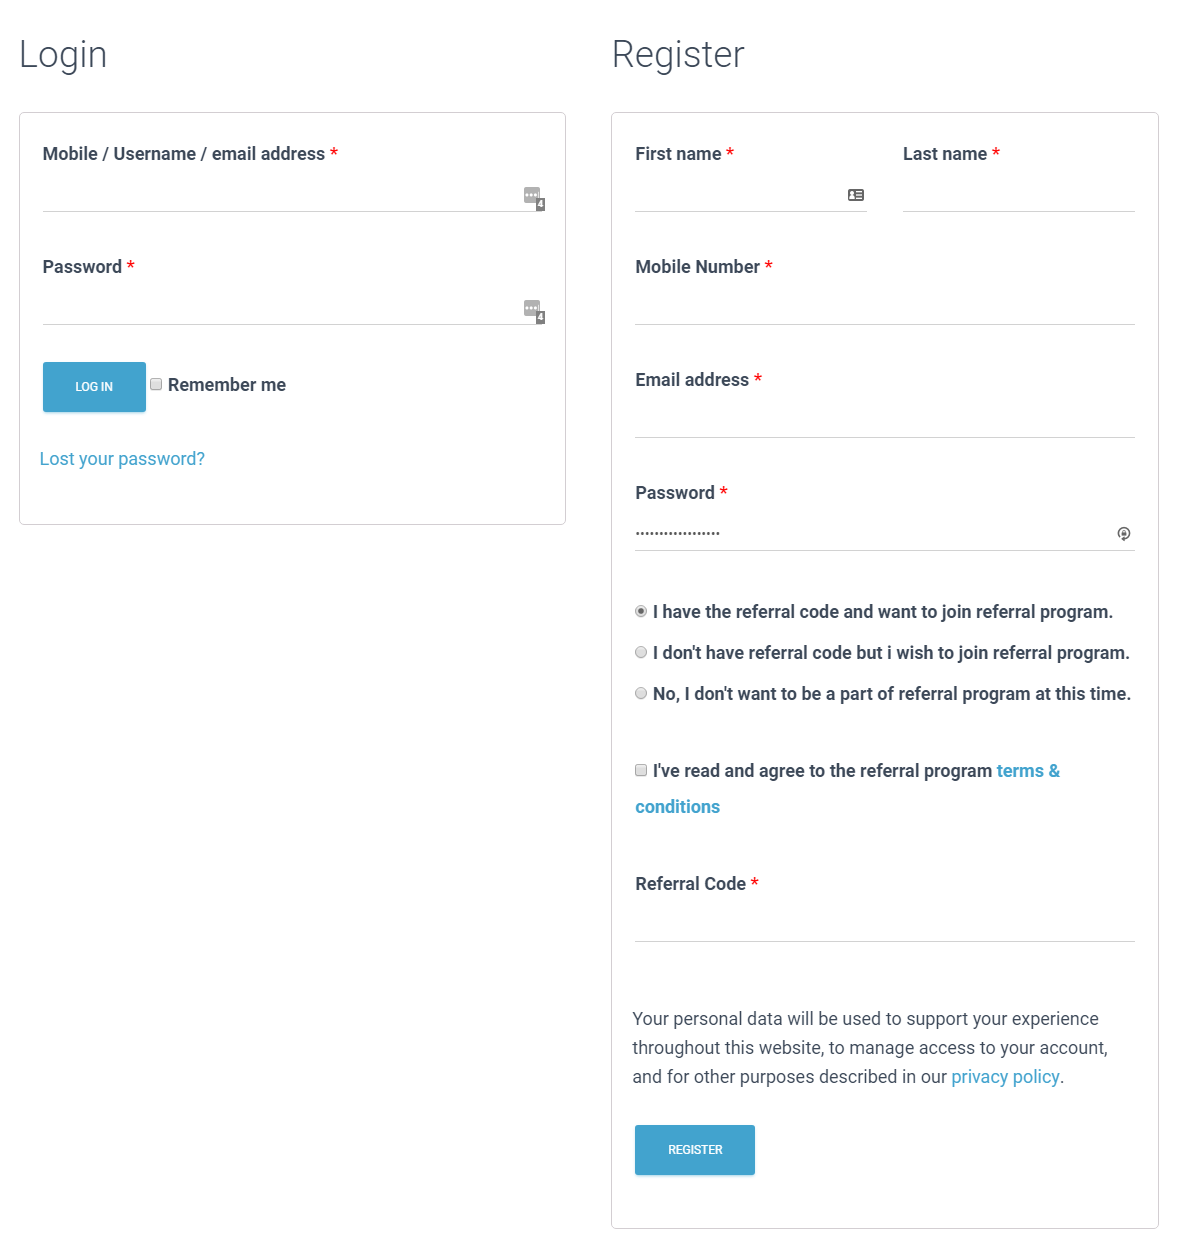 Login
Mobile / Username / email address *
4
Password *
4
LOG IN
Remember me
Lost your password?
Register
First name *
Last name *
Mobile Number *
Email address *
Password *
••••••••••••••••••
I have the referral code and want to join referral program.
I don't have referral code but i wish to join referral program.
No, I don't want to be a part of referral program at this time.
I've read and agree to the referral program terms &
conditions
Referral Code *
Your personal data will be used to support your experience
throughout this website, to manage access to your account,
and for other purposes described in our privacy policy.
REGISTER